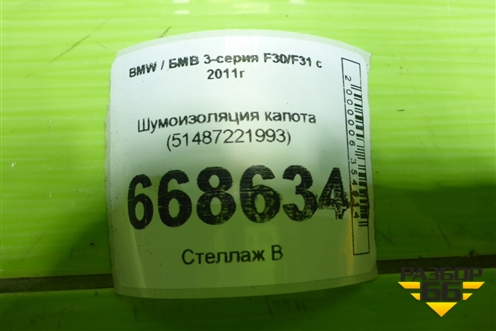 BMW / БМВ 3-серия F30/F31 с
2011г
Шумоизоляция капота
(51487221993)
668634
Стеллаж В
РАЗБОР
66